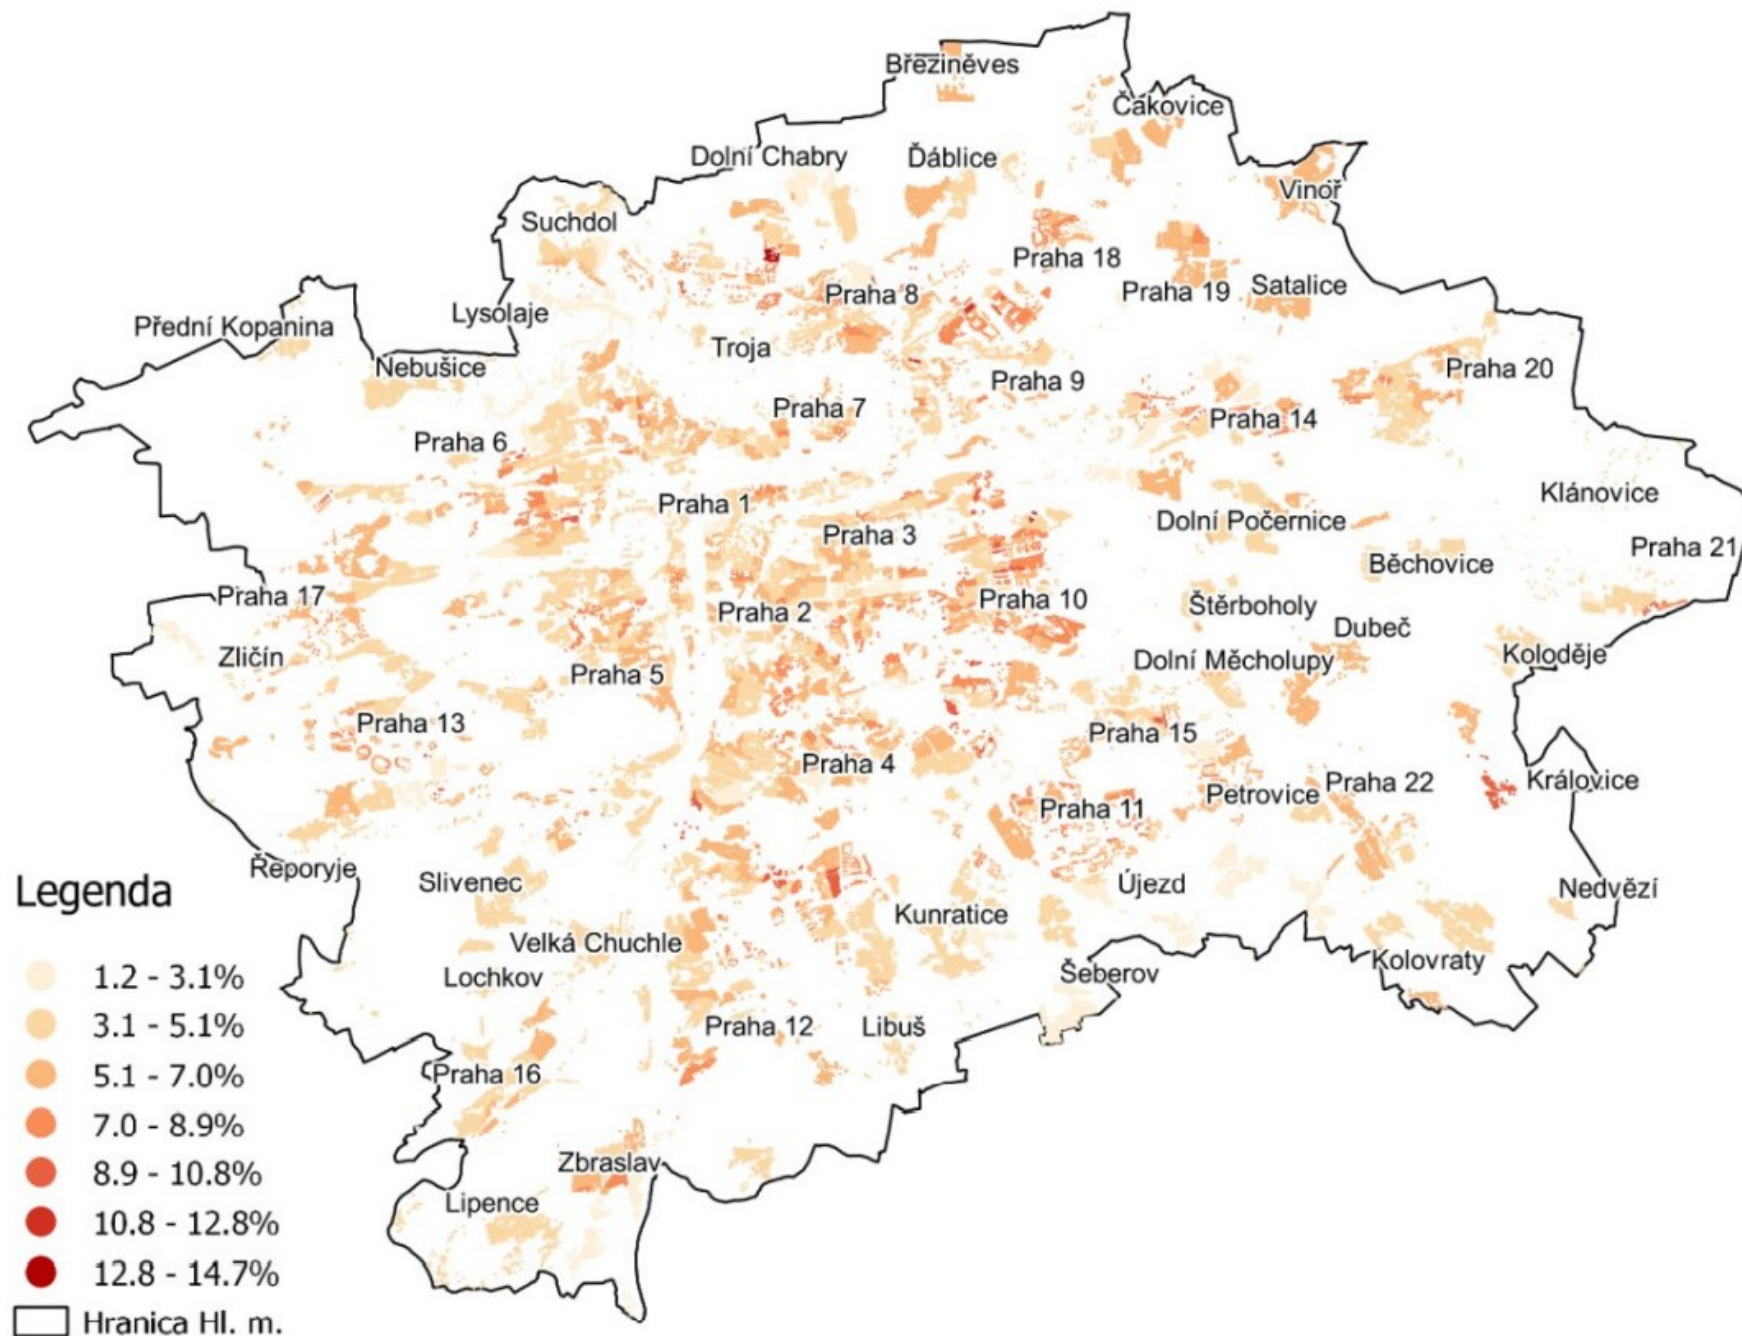 Březiněves
Čákovice
Dolní Chabry
Ďáblice
Vinoř
Suchdol
Praha 18
Praha 8
Praha 19
Satalice
Lysolaje
Přední Kopanina
Troja
Nebušice
Praha 20
Praha 9
Praha 7
Praha 14
Praha 6
Klánovice
Praha 1
Dolní Počernice
Praha 3
Praha 21
Běchovice
Praha 17
Praha 10
Štěrboholy
Praha 2
Dubeč
Zličín
Koloděje
Dolní Měcholupy
Praha 5
Praha 13
Praha 15
Praha 4
Královice
Praha 22
Petrovice
Praha 11
Řeporyje
Slivenec
Újezd
Nedvězí
Kunratice
Velká Chuchle
Kolovraty
Lochkov
Šeberov
Praha 12
Libuš
Praha 16
Zbraslav
Lipence
Legenda
1.2 - 3.1%
3.1 - 5.1%
5.1 - 7.0%
7.0 - 8.9%
8.9 - 10.8%
10.8 - 12.8%
12.8 - 14.7%
Hranica Hl. m.